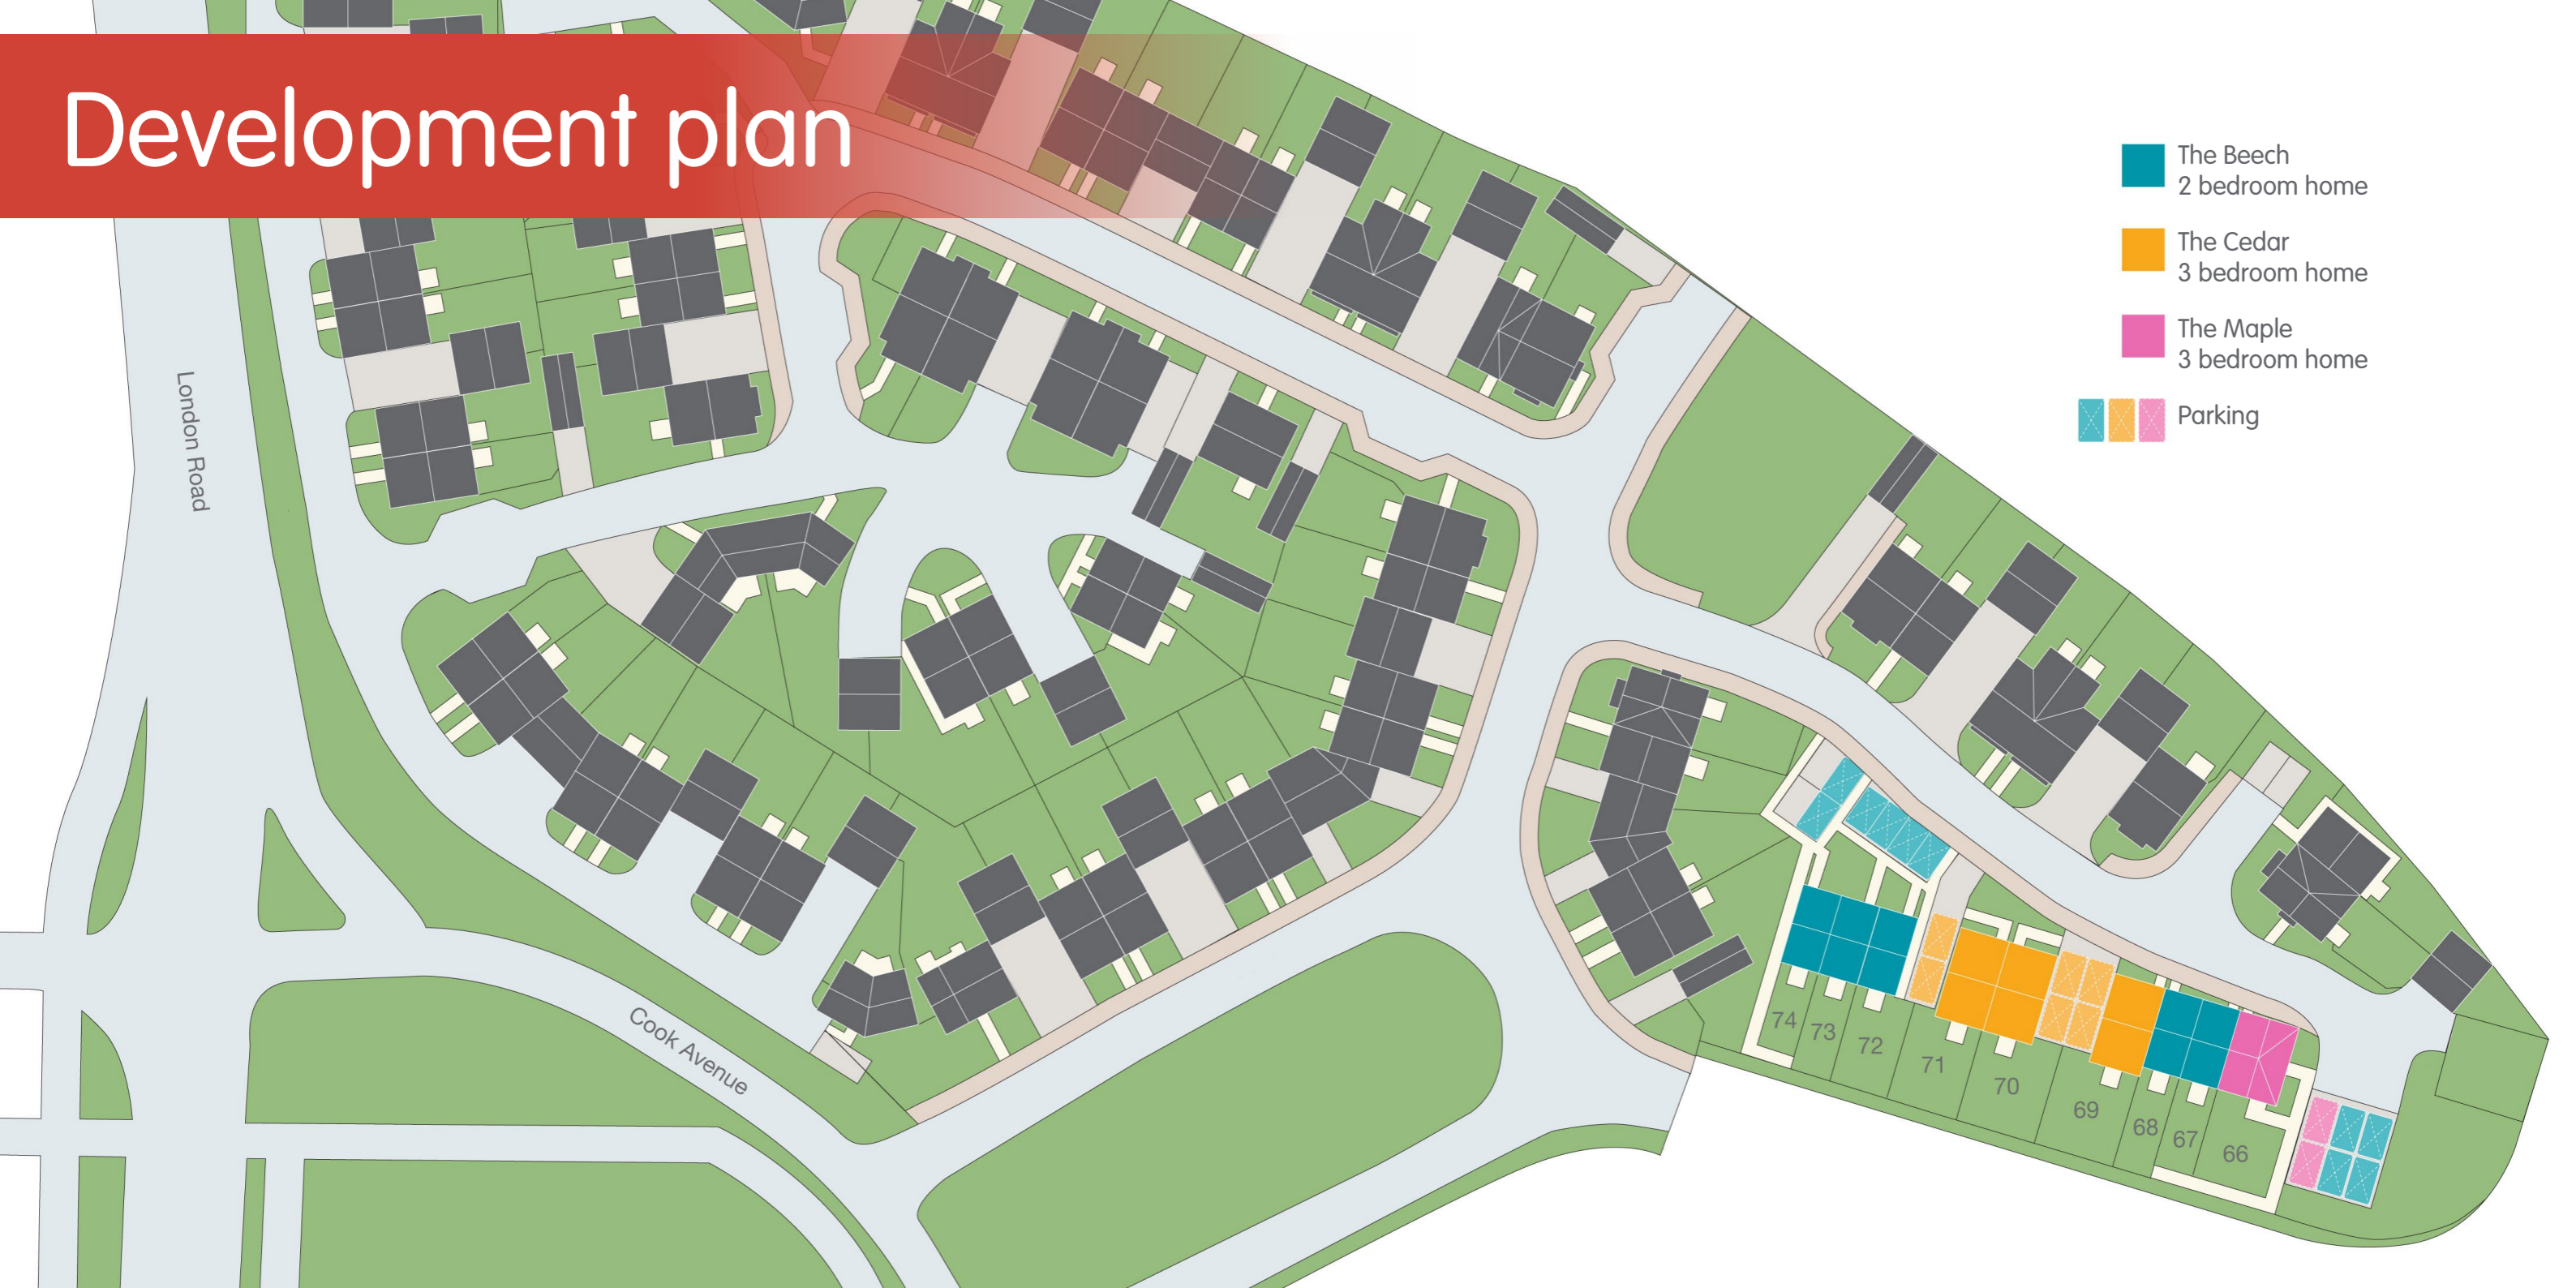 Development plan
The Beech
2 bedroom home
The Cedar
3 bedroom home
The Maple
3 bedroom home
Parking
London Road
Cook Avenue
74
73
72
71
70
69
68
67
66